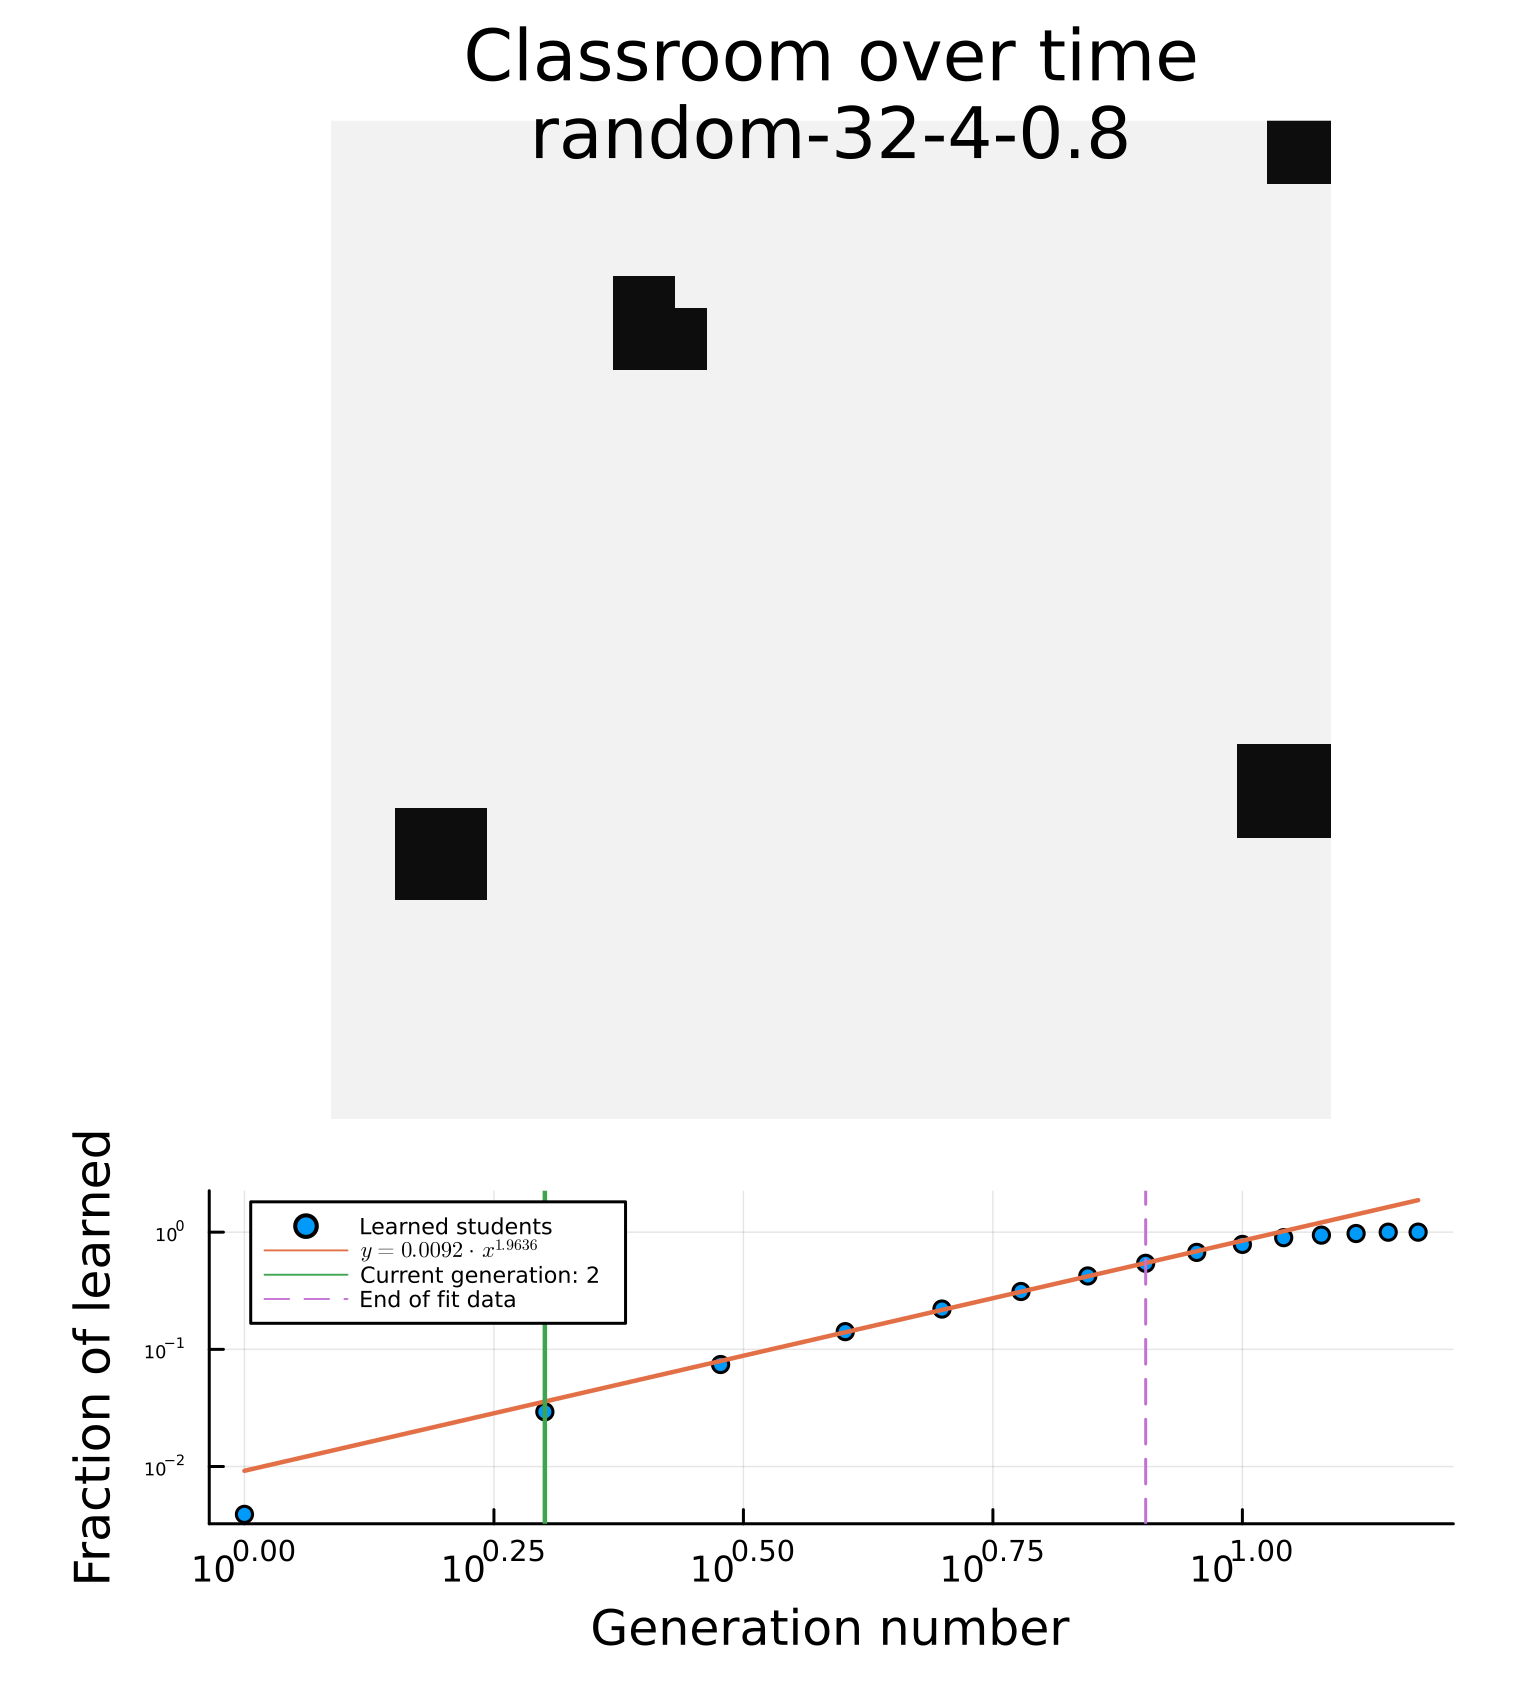 Classroom over time
random-32-4-0.8
Fraction of learned
10^0
10^−1
10^−2
Learned students
y = 0.0092 · x^1.9636
Current generation: 2
End of fit data
10^0.00 10^0.25 10^0.50 10^0.75 10^1.00
Generation number